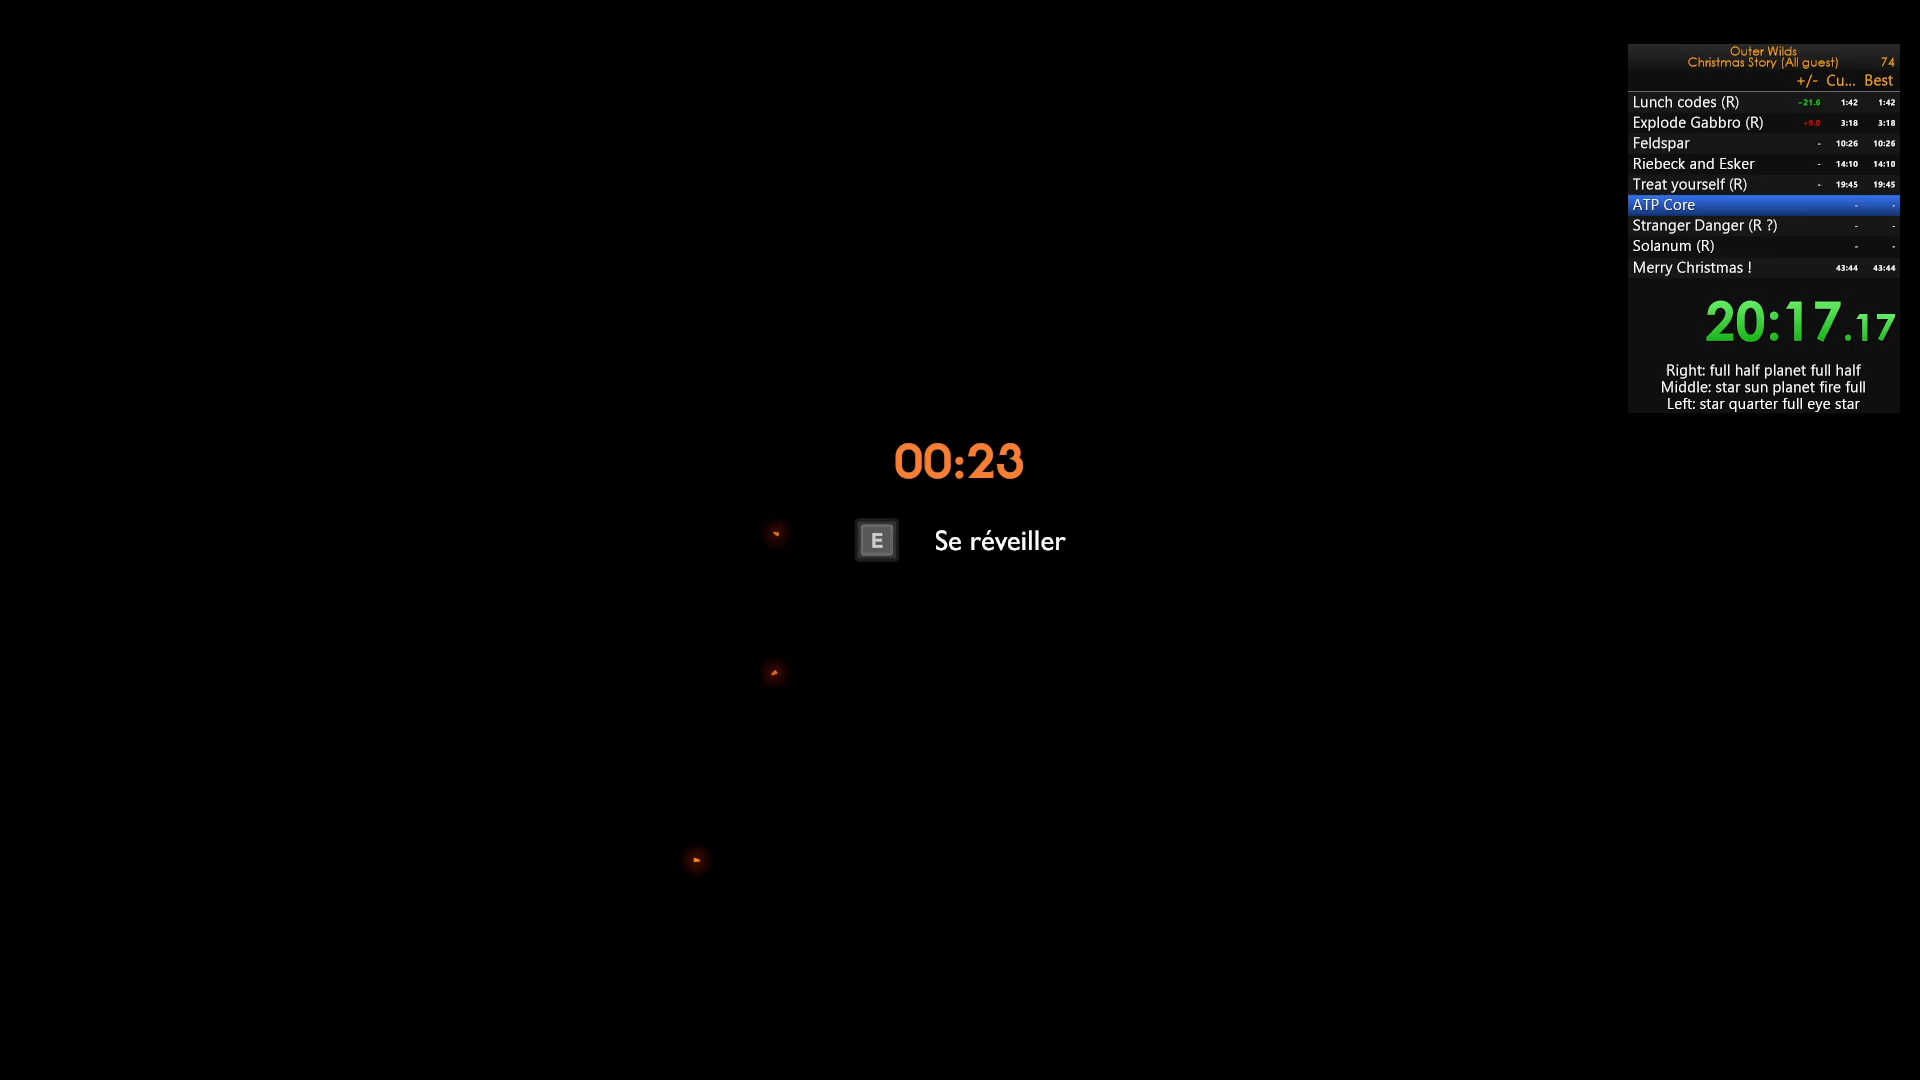 Outer Wilds
Christmas Story (All guest) 74
+/- Cu... Best
Lunch codes (R) -21.6 1:42 1:42
Explode Gabbro (R) +9.0 3:18 3:18
Feldspar - 10:26 10:26
Riebeck and Esker - 14:10 14:10
Treat yourself (R) - 19:45 19:45
ATP Core - -
Stranger Danger (R ?) - -
Solanum (R) - -
Merry Christmas ! 43:44 43:44
20:17.17
Right: full half planet full half
Middle: star sun planet fire full
Left: star quarter full eye star
00:23
E Se réveiller